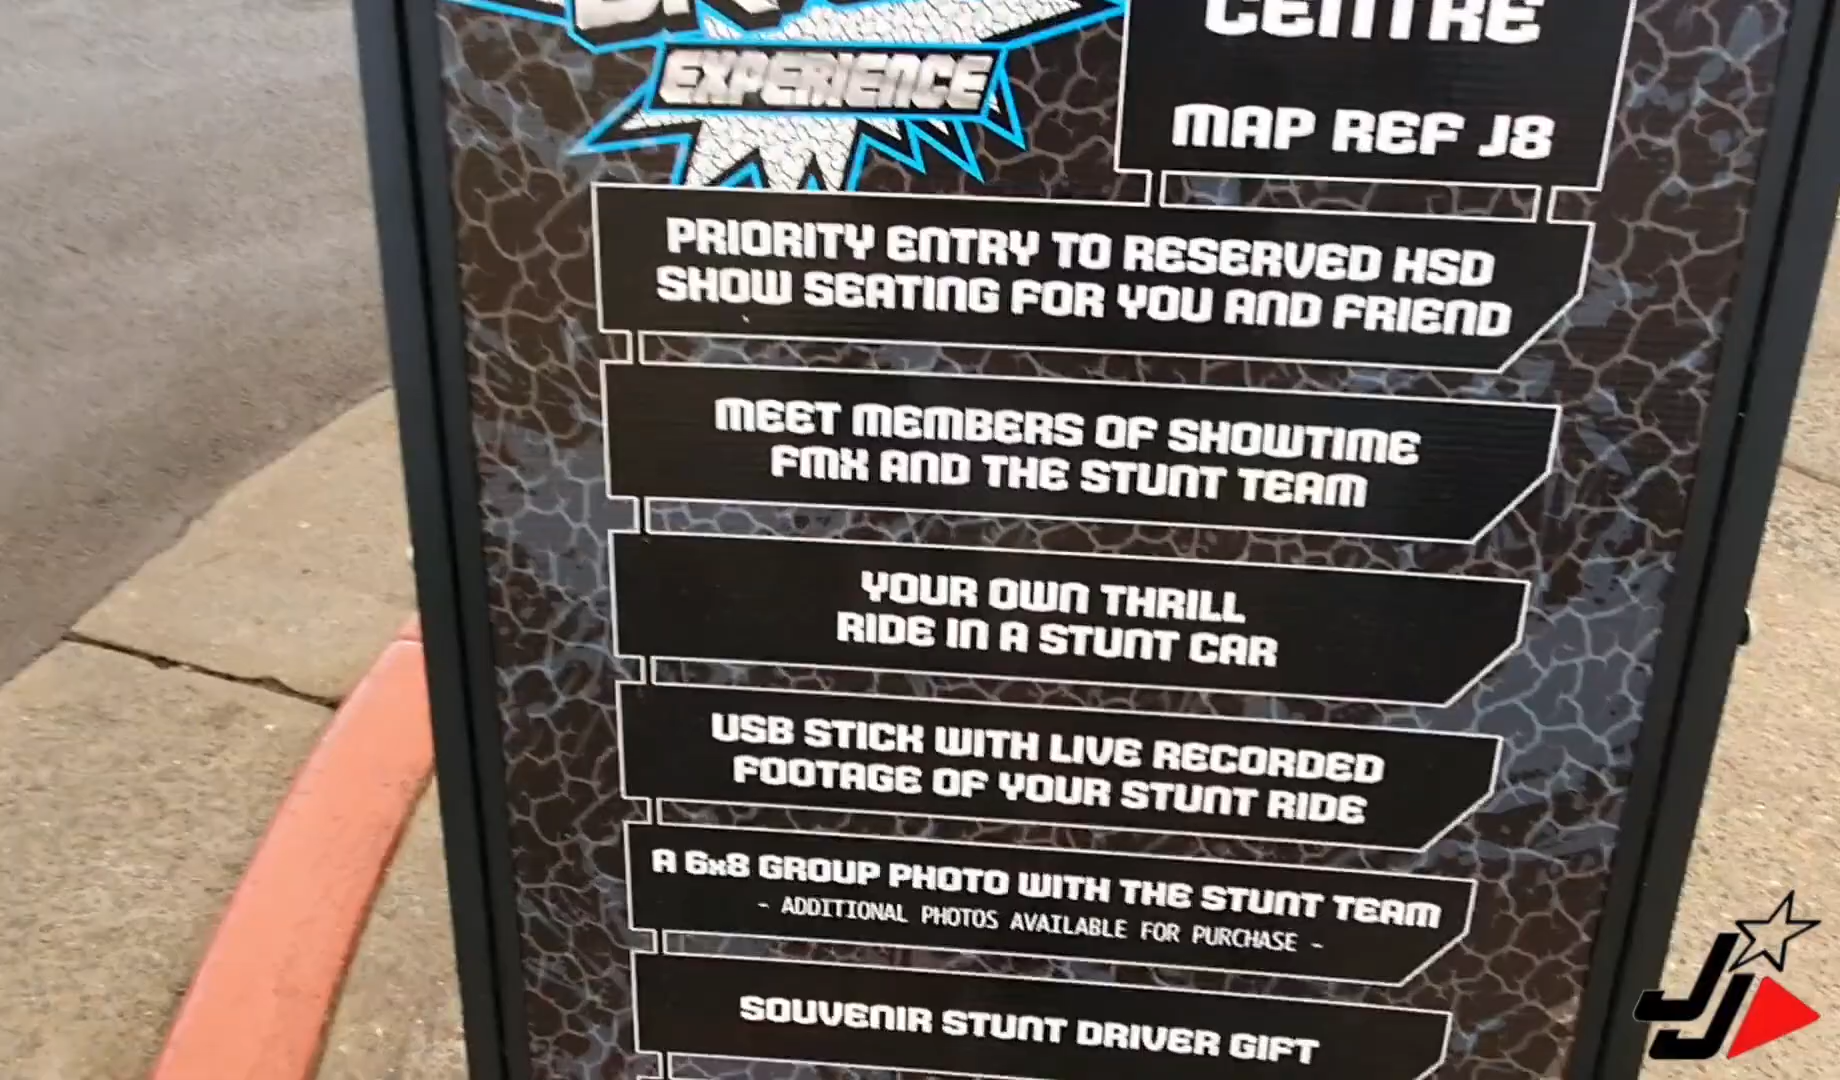 EXPERIENCE
CENTRE
MAP REF J8
PRIORITY ENTRY TO RESERVED HSD
SHOW SEATING FOR YOU AND FRIEND
MEET MEMBERS OF SHOWTIME
FMX AND THE STUNT TEAM
YOUR OWN THRILL
RIDE IN A STUNT CAR
USB STICK WITH LIVE RECORDED
FOOTAGE OF YOUR STUNT RIDE
A 6x8 GROUP PHOTO WITH THE STUNT TEAM
- ADDITIONAL PHOTOS AVAILABLE FOR PURCHASE -
SOUVENIR STUNT DRIVER GIFT
JJ